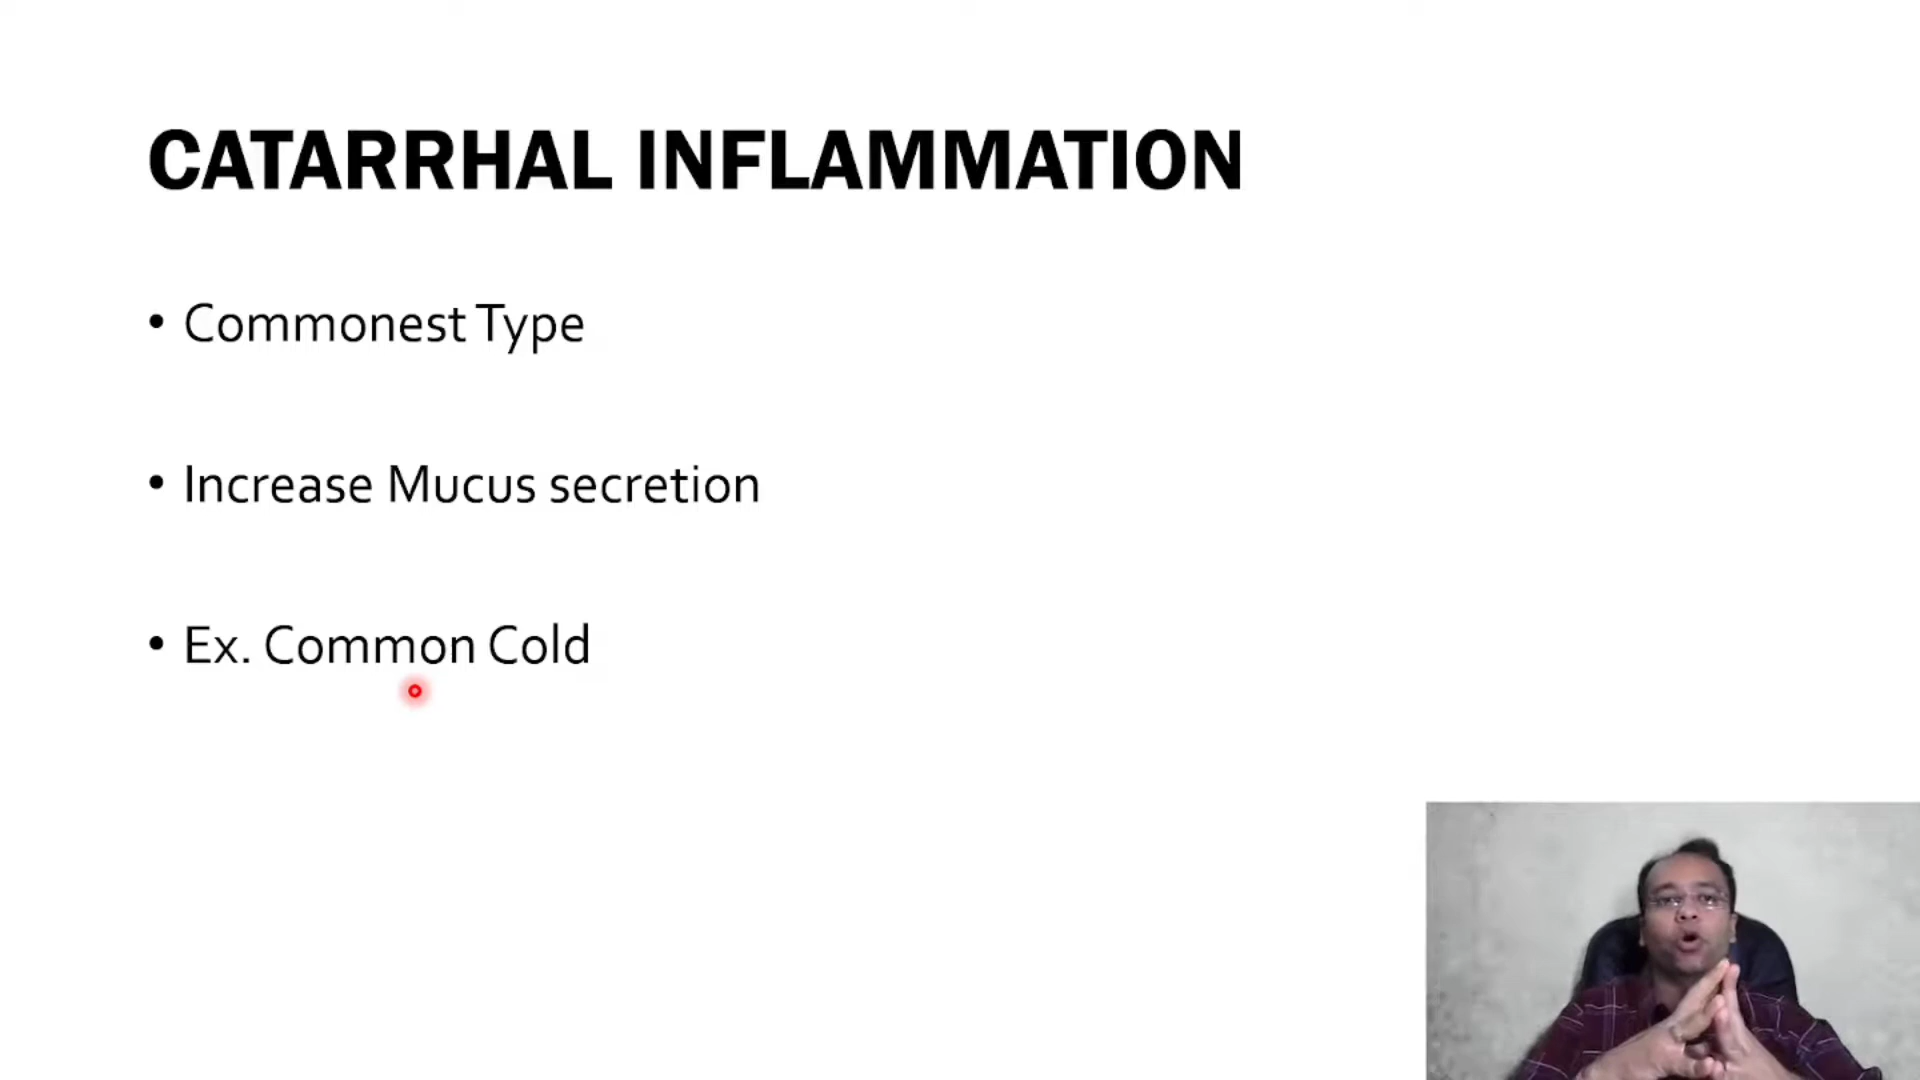 CATARRHAL INFLAMMATION
• Commonest Type
• Increase Mucus secretion
• Ex. Common Cold